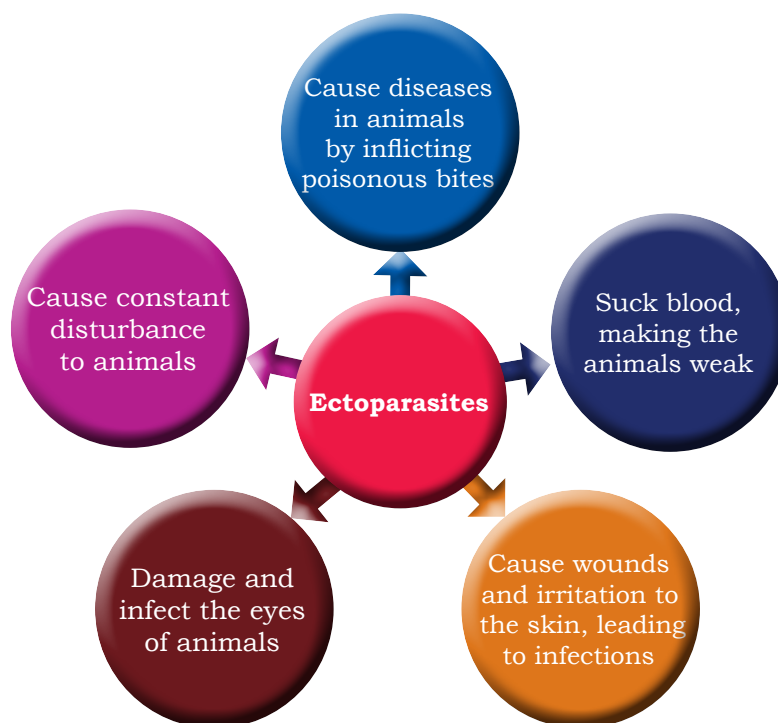 Cause diseases
in animals
by inflicting
poisonous bites
Cause constant
disturbance
to animals
Suck blood,
making the
animals weak
Ectoparasites
Damage and
infect the eyes
of animals
Cause wounds
and irritation to
the skin, leading
to infections